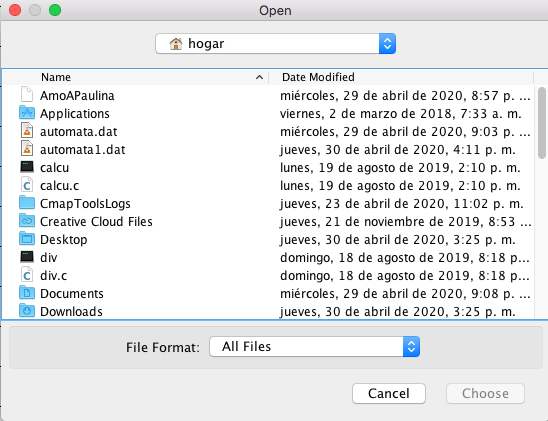 Open
hogar
Name Date Modified
AmoAPaulina miércoles, 29 de abril de 2020, 8:57 p. ...
Applications viernes, 2 de marzo de 2018, 7:33 a. m.
automata.dat miércoles, 29 de abril de 2020, 9:03 p. ...
automata1.dat jueves, 30 de abril de 2020, 4:11 p. m.
calcu lunes, 19 de agosto de 2019, 2:10 p. m.
calcu.c lunes, 19 de agosto de 2019, 2:10 p. m.
CmapToolsLogs jueves, 23 de abril de 2020, 11:02 p. m.
Creative Cloud Files jueves, 21 de noviembre de 2019, 8:53 ...
Desktop jueves, 30 de abril de 2020, 3:25 p. m.
div domingo, 18 de agosto de 2019, 8:18 p...
div.c domingo, 18 de agosto de 2019, 8:18 p...
Documents miércoles, 29 de abril de 2020, 9:08 p. ...
Downloads jueves, 30 de abril de 2020, 3:25 p. m.
File Format: All Files
Cancel Choose